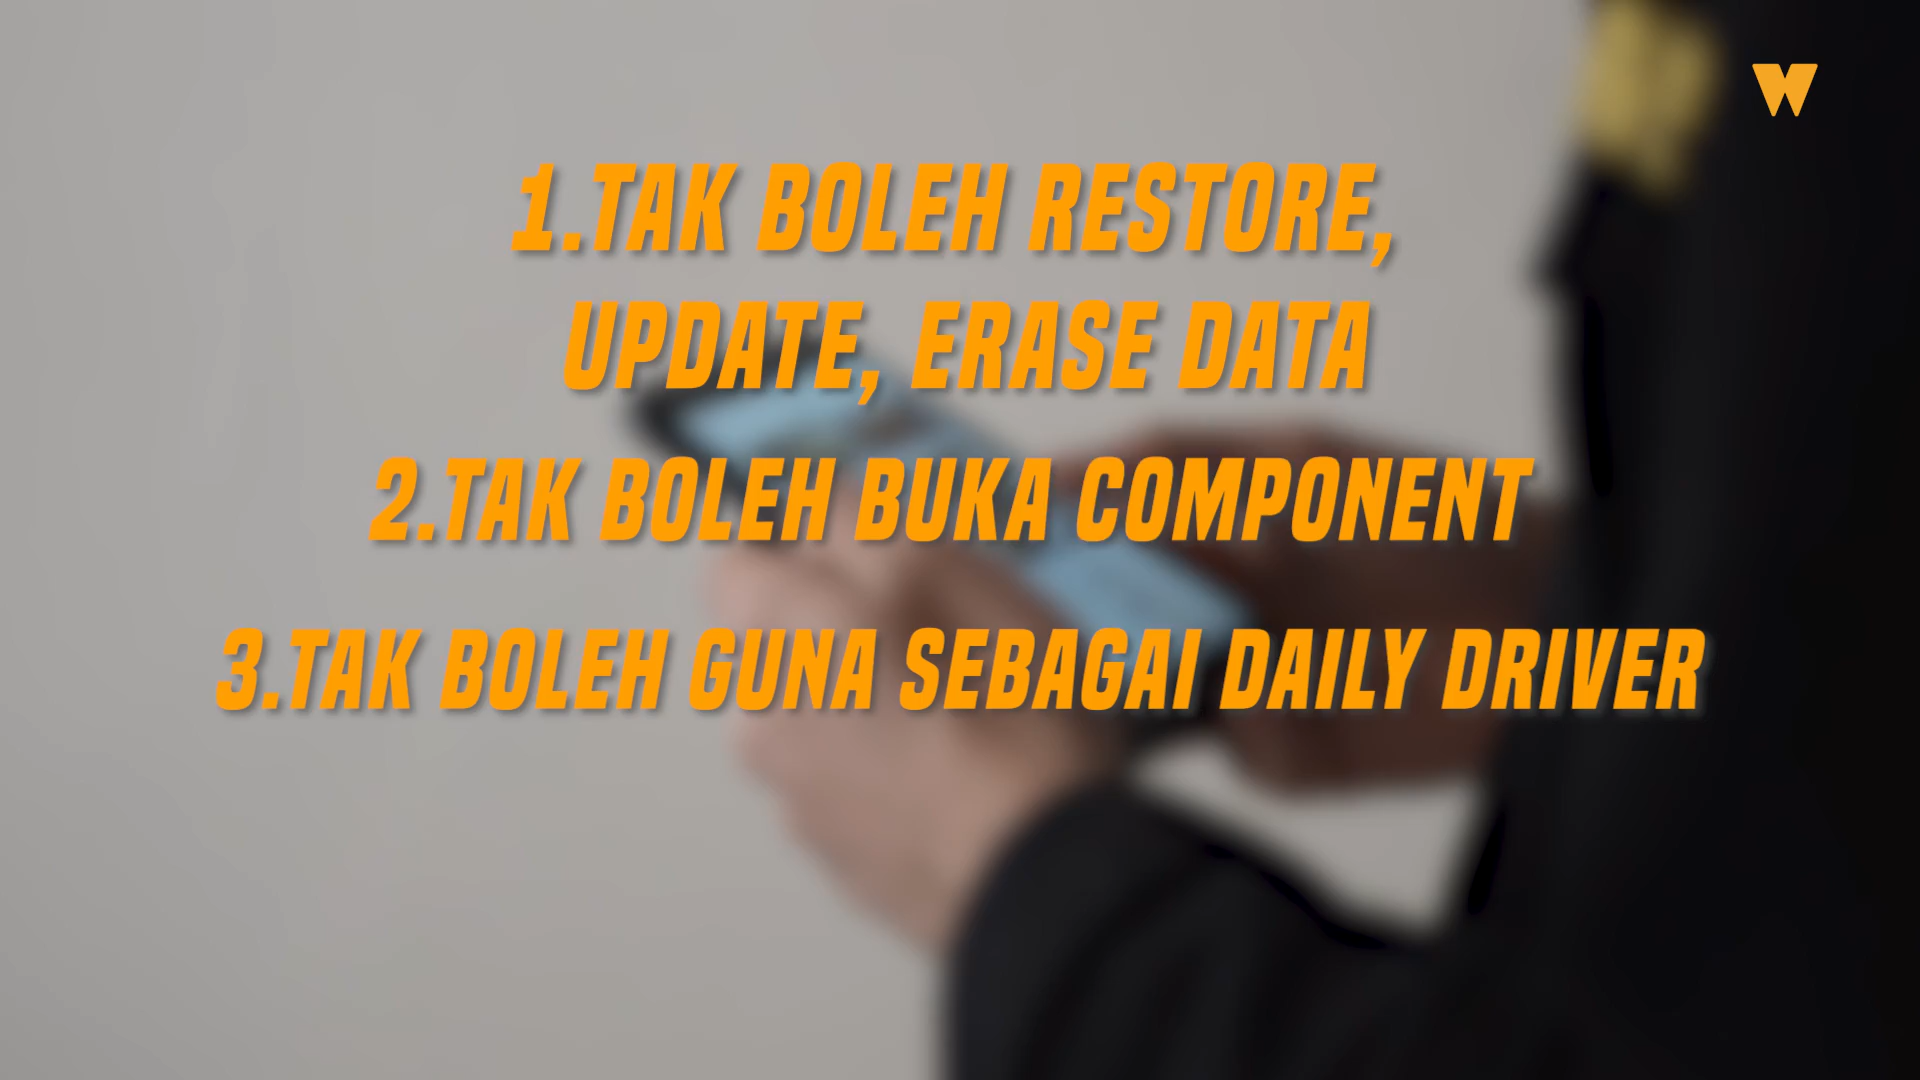 W
1.TAK BOLEH RESTORE,
UPDATE, ERASE DATA
2.TAK BOLEH BUKA COMPONENT
3.TAK BOLEH GUNA SEBAGAI DAILY DRIVER